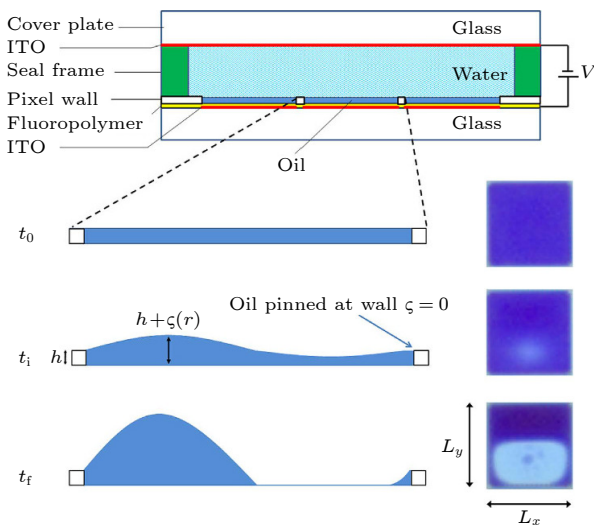 Cover plate
ITO
Seal frame
Pixel wall
Fluoropolymer
ITO
Glass
Water
Glass
V
Oil
t0
Oil pinned at wall ς = 0
h+ς(r)
ti
h
tf
Ly
Lx